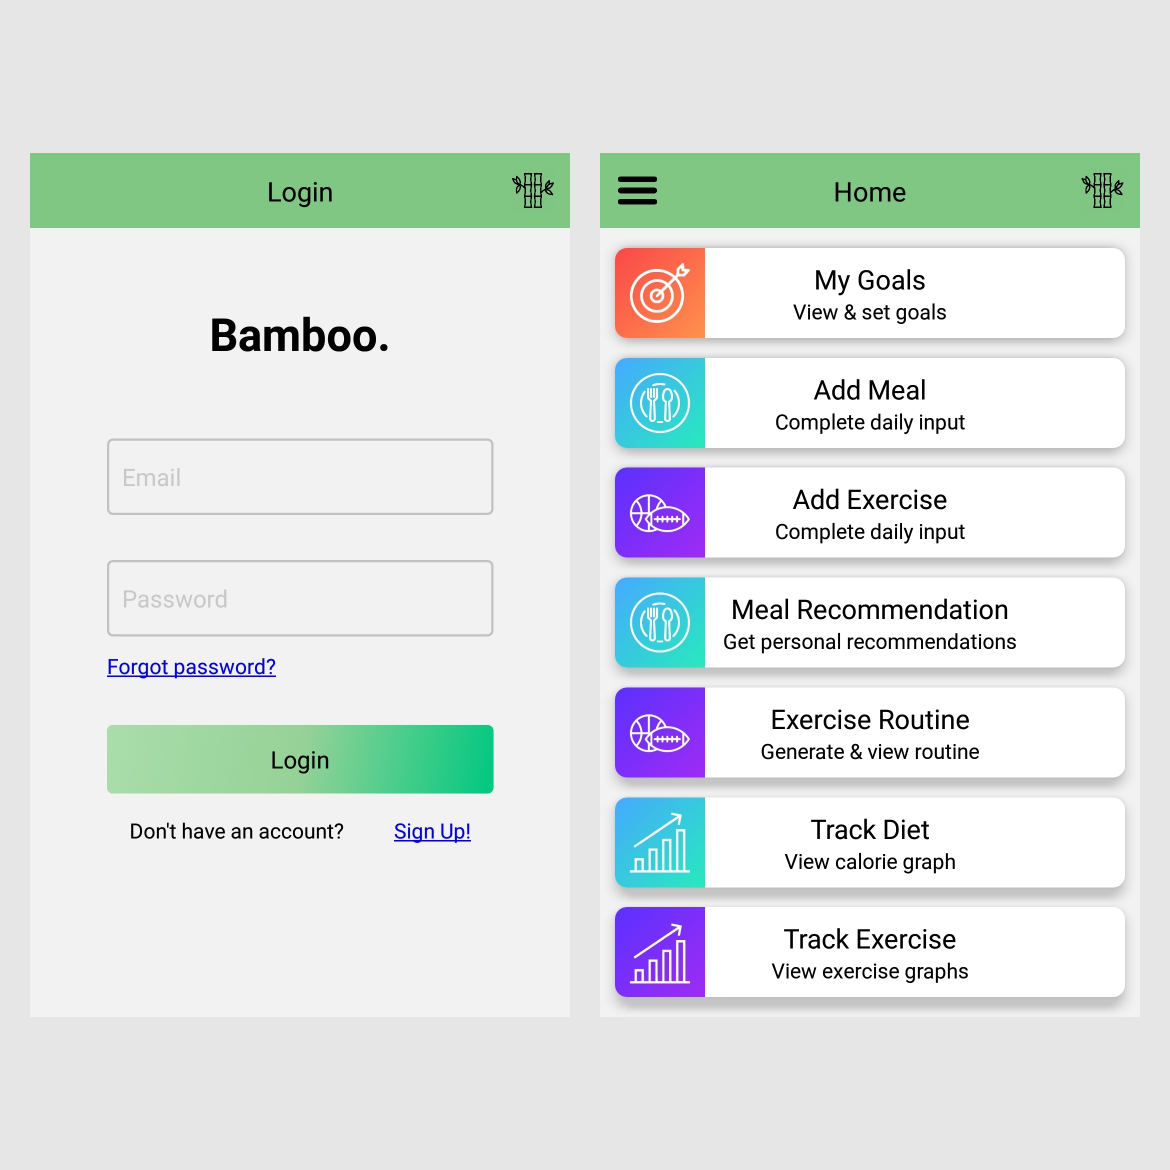 Login
Bamboo.
Email
Password
Forgot password?
Login
Don't have an account? Sign Up!
Home
My Goals
View & set goals
Add Meal
Complete daily input
Add Exercise
Complete daily input
Meal Recommendation
Get personal recommendations
Exercise Routine
Generate & view routine
Track Diet
View calorie graph
Track Exercise
View exercise graphs